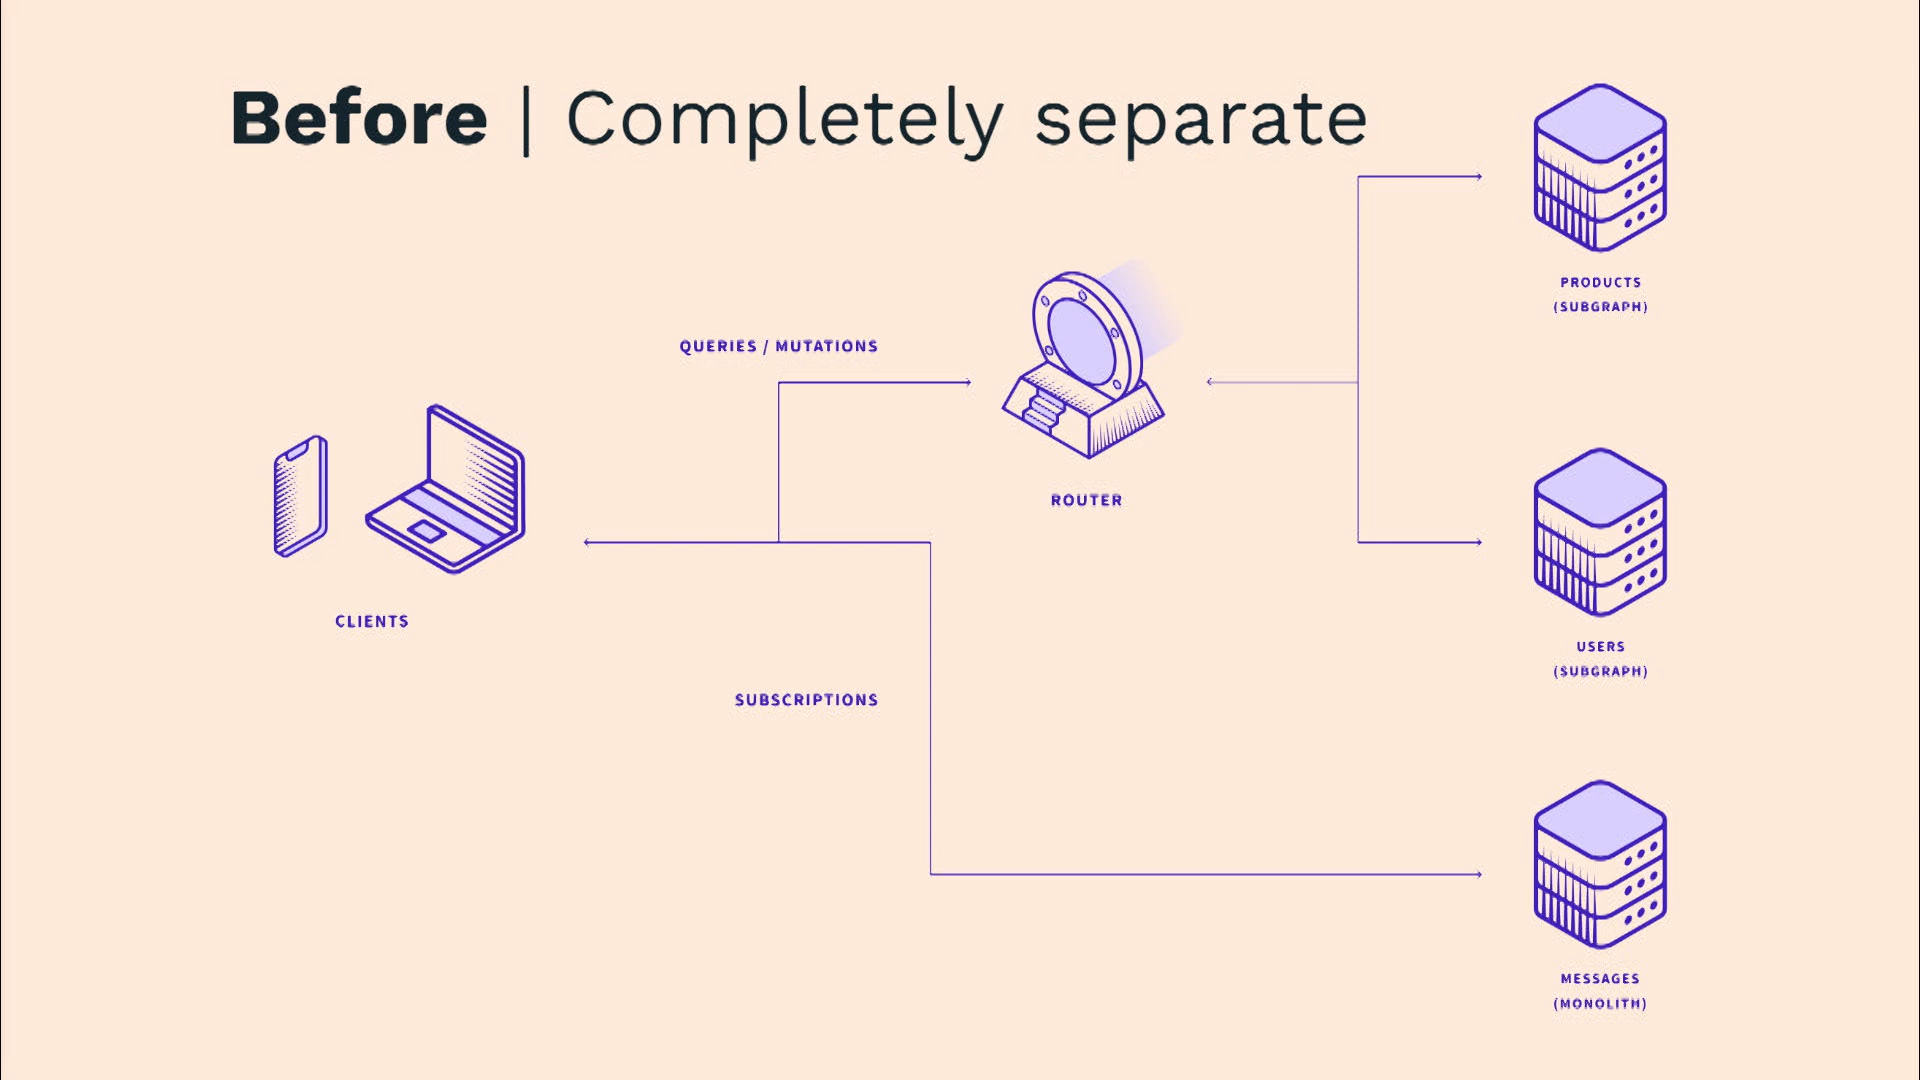 Before | Completely separate
PRODUCTS
(SUBGRAPH)
QUERIES / MUTATIONS
ROUTER
CLIENTS
USERS
(SUBGRAPH)
SUBSCRIPTIONS
MESSAGES
(MONOLITH)